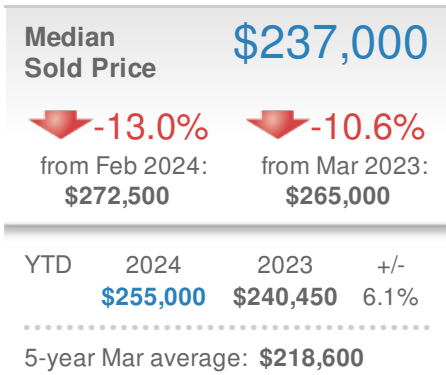 Median $237,000
Sold Price
-13.0% -10.6%
from Feb 2024: from Mar 2023:
$272,500 $265,000
YTD 2024 2023 +/-
$255,000 $240,450 6.1%
5-year Mar average: $218,600